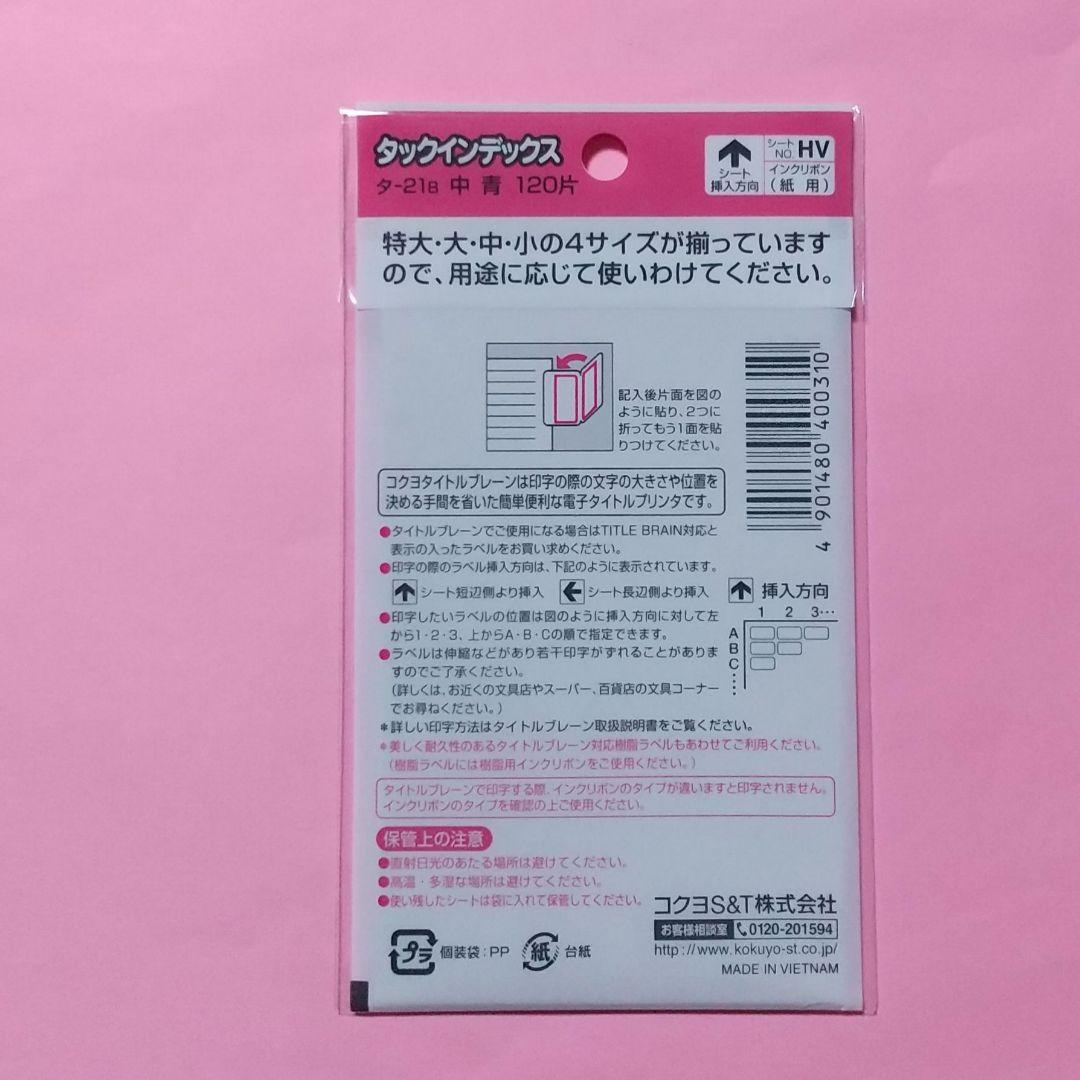 タックインデックス
タ-21B 中 青 120片
シート
挿入方向
シート
NO. HV
インクリボン
(紙用)
特大・大・中・小の4サイズが揃っています
ので、用途に応じて使いわけてください。
記入後片面を図の
ように貼り、2つに
折ってもう1面を貼
りつけてください。
4 901480 400310
コクヨタイトルブレーンは印字の際の文字の大きさや位置を
決める手間を省いた簡単便利な電子タイトルプリンタです。
●タイトルブレーンでご使用になる場合はTITLE BRAIN対応と
表示の入ったラベルをお買い求めください。
●印字の際のラベル挿入方向は、下記のように表示されています。
↑シート短辺側より挿入 ←シート長辺側より挿入
●印字したいラベルの位置は図のように挿入方向に対して左
から1・2・3、上からA・B・Cの順で指定できます。
●ラベルは伸縮などがあり若干印字がずれることがありま
すのでご了承ください。
(詳しくは、お近くの文具店やスーパー、百貨店の文具コーナー
でお尋ねください。)
↑ 挿入方向
1 2 3…
A
B
C
*詳しい印字方法はタイトルブレーン取扱説明書をご覧ください。
*美しく耐久性のあるタイトルブレーン対応樹脂ラベルもあわせてご利用ください。
(樹脂ラベルには樹脂用インクリボンをご使用ください。)
タイトルブレーンで印字する際、インクリボンのタイプが違いますと印字されません。
インクリボンのタイプを確認の上ご使用ください。
保管上の注意
●直射日光のあたる場所は避けてください。
●高温・多湿な場所は避けてください。
●使い残したシートは袋に入れて保管してください。
コクヨS&T株式会社
お客様相談室 0120-201594
http://www.kokuyo-st.co.jp/
MADE IN VIETNAM
プラ 個装袋:PP 紙 台紙